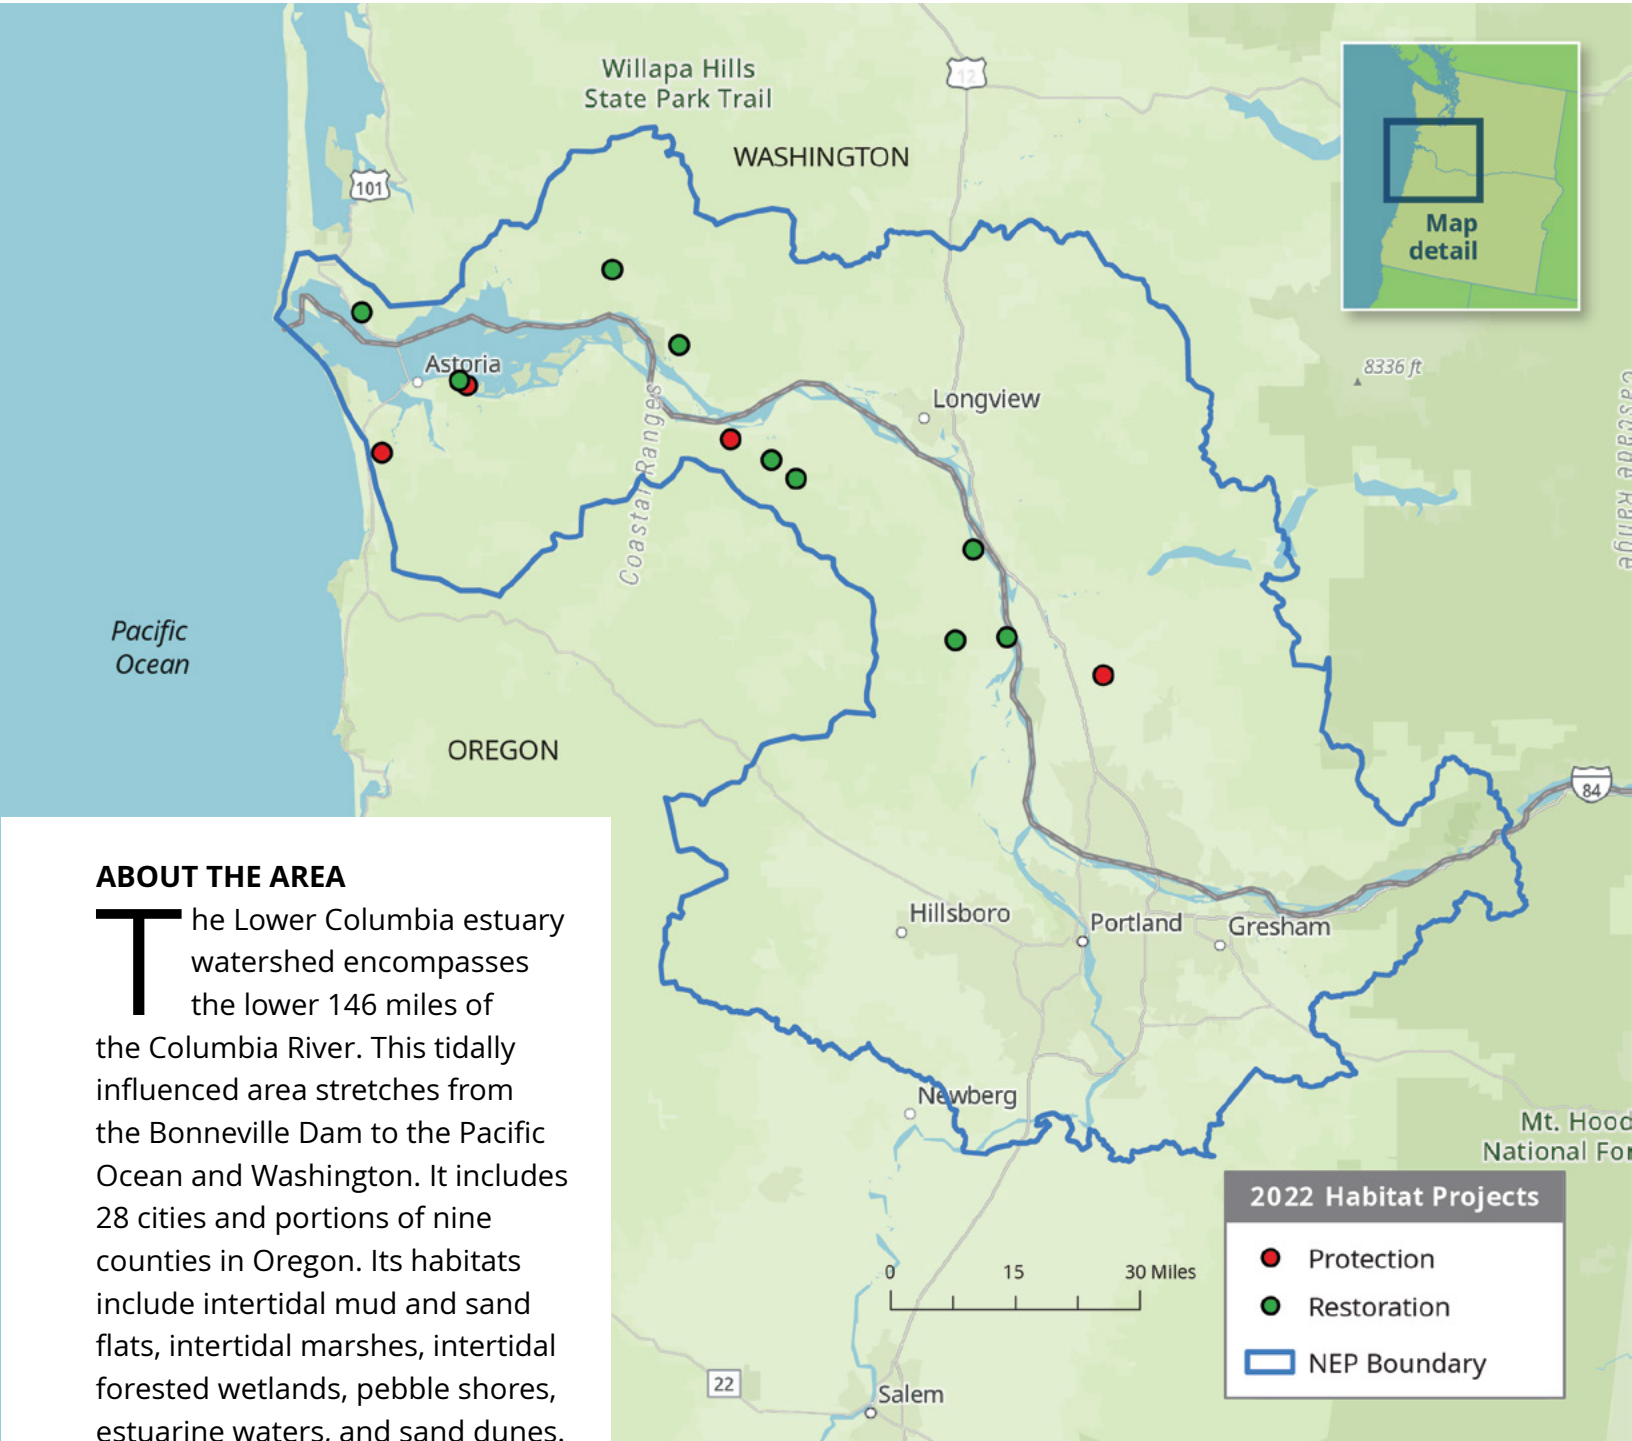 Willapa Hills
State Park Trail
12
WASHINGTON
101
Map
detail
Astoria
8336 ft
Longview
Coastal Ranges
Cascade Range
Pacific
Ocean
OREGON
84
ABOUT THE AREA
The Lower Columbia estuary
watershed encompasses
the lower 146 miles of
the Columbia River. This tidally
influenced area stretches from
the Bonneville Dam to the Pacific
Ocean and Washington. It includes
28 cities and portions of nine
counties in Oregon. Its habitats
include intertidal mud and sand
flats, intertidal marshes, intertidal
forested wetlands, pebble shores,
estuarine waters, and sand dunes.
Hillsboro
Portland
Gresham
Newberg
Mt. Hood
National For
2022 Habitat Projects
Protection
Restoration
NEP Boundary
0 15 30 Miles
22
Salem